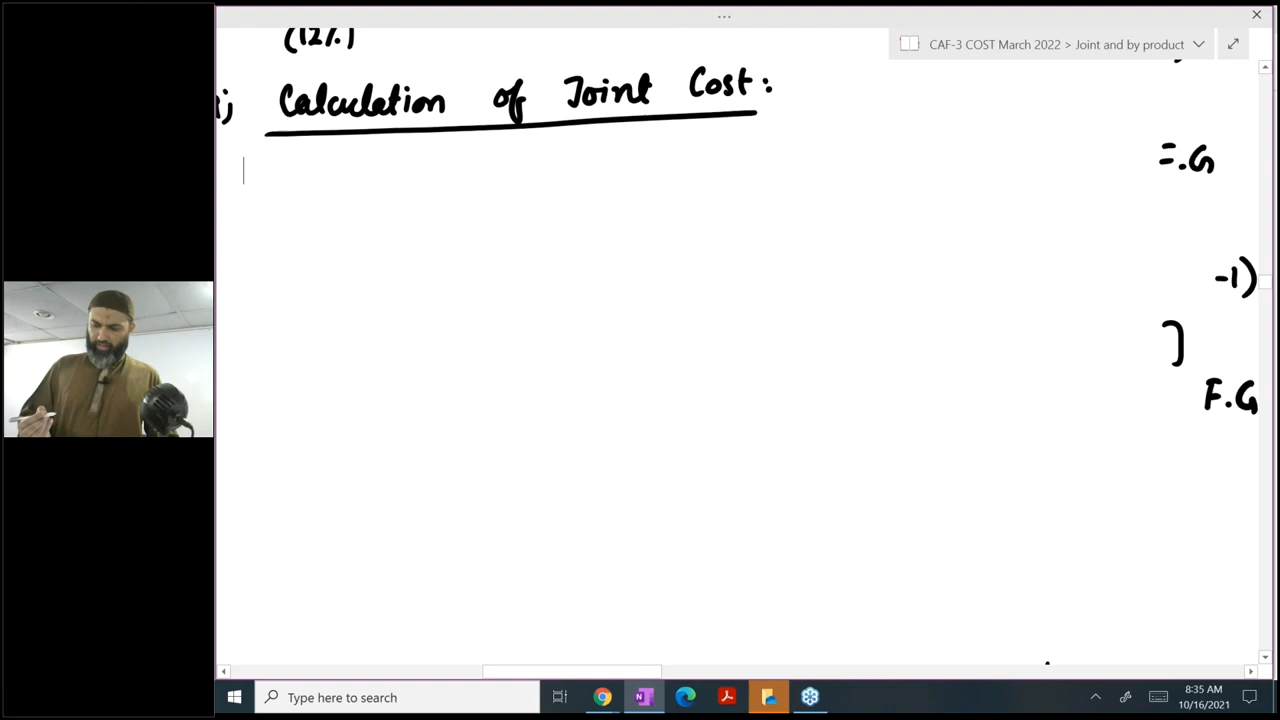 (12%)
CAF-3 COST March 2022 > Joint and by product
Calculation of Joint Cost:
=.G
-1)
]
F.G
Type here to search
8:35 AM
10/16/2021